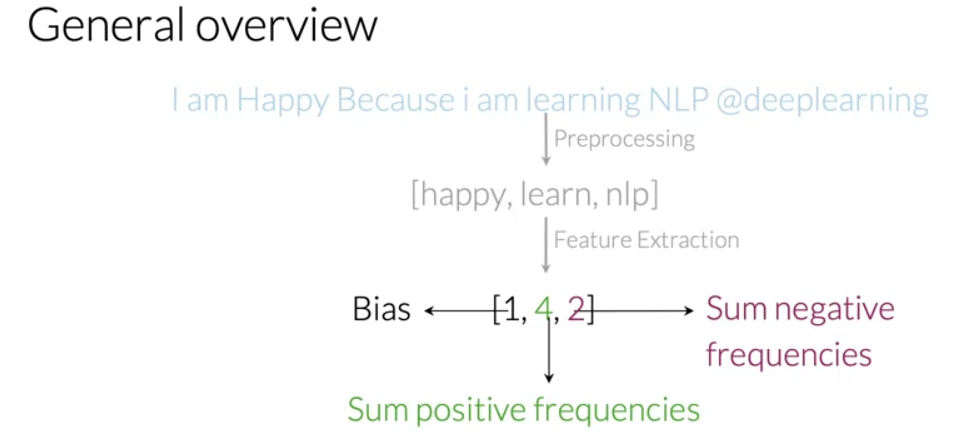 General overview
I am Happy Because i am learning NLP @deeplearning
Preprocessing
[happy, learn, nlp]
Feature Extraction
Bias [1, 4, 2] Sum negative
frequencies
Sum positive frequencies